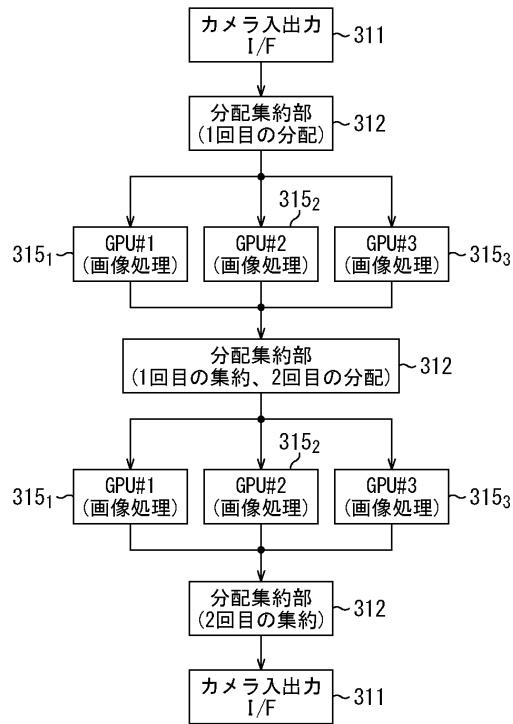 カメラ入出力
I/F
311
分配集約部
(1回目の分配)
312
315₂
GPU#1
(画像処理)
GPU#2
(画像処理)
GPU#3
(画像処理)
315₁
315₃
分配集約部
(1回目の集約、2回目の分配)
312
315₂
GPU#1
(画像処理)
GPU#2
(画像処理)
GPU#3
(画像処理)
315₁
315₃
分配集約部
(2回目の集約)
312
カメラ入出力
I/F
311